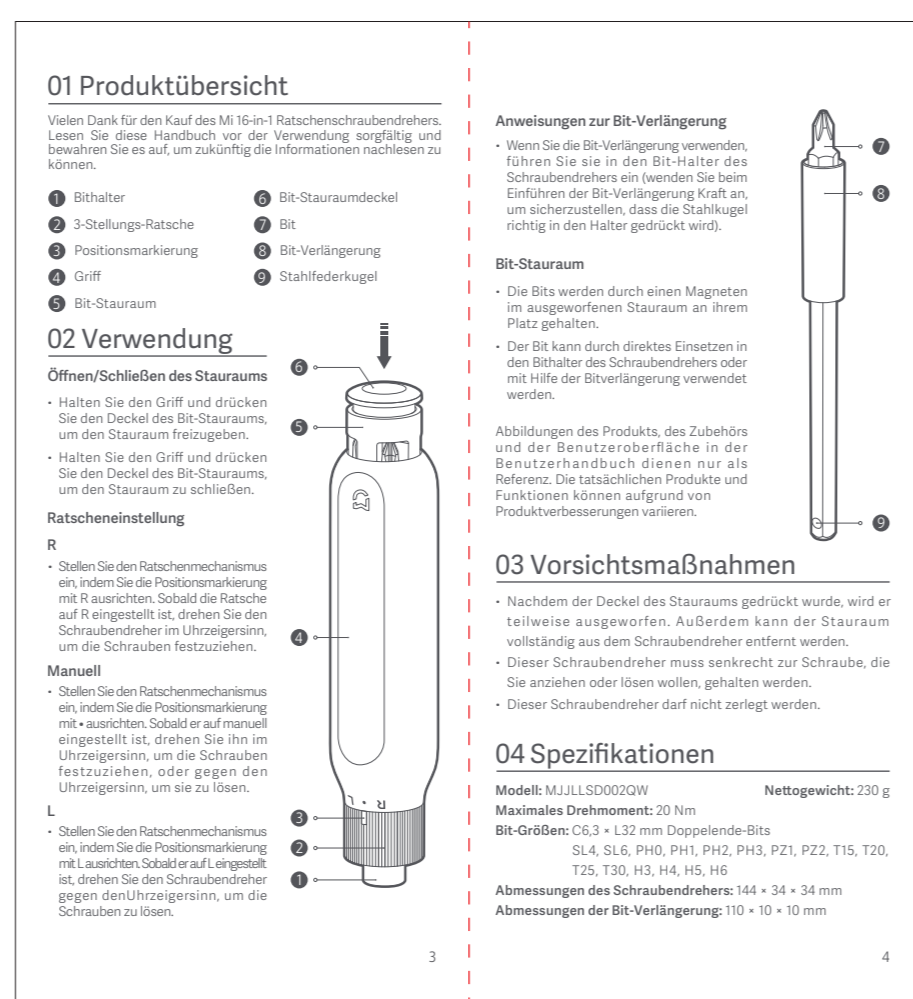 01 Produktübersicht
Vielen Dank für den Kauf des Mi 16-in-1 Ratschenschraubendrehers.
Lesen Sie diese Handbuch vor der Verwendung sorgfältig und
bewahren Sie es auf, um zukünftig die Informationen nachlesen zu
können.
1 Bithalter
2 3-Stellungs-Ratsche
3 Positionsmarkierung
4 Griff
5 Bit-Stauraum
6 Bit-Stauraumdeckel
7 Bit
8 Bit-Verlängerung
9 Stahlfederkugel
02 Verwendung
Öffnen/Schließen des Stauraums
• Halten Sie den Griff und drücken
Sie den Deckel des Bit-Stauraums,
um den Stauraum freizugeben.
• Halten Sie den Griff und drücken
Sie den Deckel des Bit-Stauraums,
um den Stauraum zu schließen.
Ratscheneinstellung
R
• Stellen Sie den Ratschenmechanismus
ein, indem Sie die Positionsmarkierung
mit R ausrichten. Sobald die Ratsche
auf R eingestellt ist, drehen Sie den
Schraubendreher im Uhrzeigersinn,
um die Schrauben festzuziehen.
Manuell
• Stellen Sie den Ratschenmechanismus
ein, indem Sie die Positionsmarkierung
mit • ausrichten. Sobald er auf manuell
eingestellt ist, drehen Sie ihn im
Uhrzeigersinn, um die Schrauben
festzuziehen, oder gegen den
Uhrzeigersinn, um sie zu lösen.
L
• Stellen Sie den Ratschenmechanismus
ein, indem Sie die Positionsmarkierung
mit L ausrichten. Sobald er auf L eingestellt
ist, drehen Sie den Schraubendreher
gegen denUhrzeigersinn, um die
Schrauben zu lösen.
6
5
4
L • R
3
2
1
3
Anweisungen zur Bit-Verlängerung
• Wenn Sie die Bit-Verlängerung verwenden,
führen Sie sie in den Bit-Halter des
Schraubendrehers ein (wenden Sie beim
Einführen der Bit-Verlängerung Kraft an,
um sicherzustellen, dass die Stahlkugel
richtig in den Halter gedrückt wird).
Bit-Stauraum
• Die Bits werden durch einen Magneten
im ausgeworfenen Stauraum an ihrem
Platz gehalten.
• Der Bit kann durch direktes Einsetzen in
den Bithalter des Schraubendrehers oder
mit Hilfe der Bitverlängerung verwendet
werden.
Abbildungen des Produkts, des Zubehörs
und der Benutzeroberfläche in der
Benutzerhandbuch dienen nur als
Referenz. Die tatsächlichen Produkte und
Funktionen können aufgrund von
Produktverbesserungen variieren.
7
8
9
03 Vorsichtsmaßnahmen
• Nachdem der Deckel des Stauraums gedrückt wurde, wird er
teilweise ausgeworfen. Außerdem kann der Stauraum
vollständig aus dem Schraubendreher entfernt werden.
• Dieser Schraubendreher muss senkrecht zur Schraube, die
Sie anziehen oder lösen wollen, gehalten werden.
• Dieser Schraubendreher darf nicht zerlegt werden.
04 Spezifikationen
Modell: MJJLLSD002QW Nettogewicht: 230 g
Maximales Drehmoment: 20 Nm
Bit-Größen: C6,3 × L32 mm Doppelende-Bits
SL4, SL6, PH0, PH1, PH2, PH3, PZ1, PZ2, T15, T20,
T25, T30, H3, H4, H5, H6
Abmessungen des Schraubendrehers: 144 × 34 × 34 mm
Abmessungen der Bit-Verlängerung: 110 × 10 × 10 mm
4